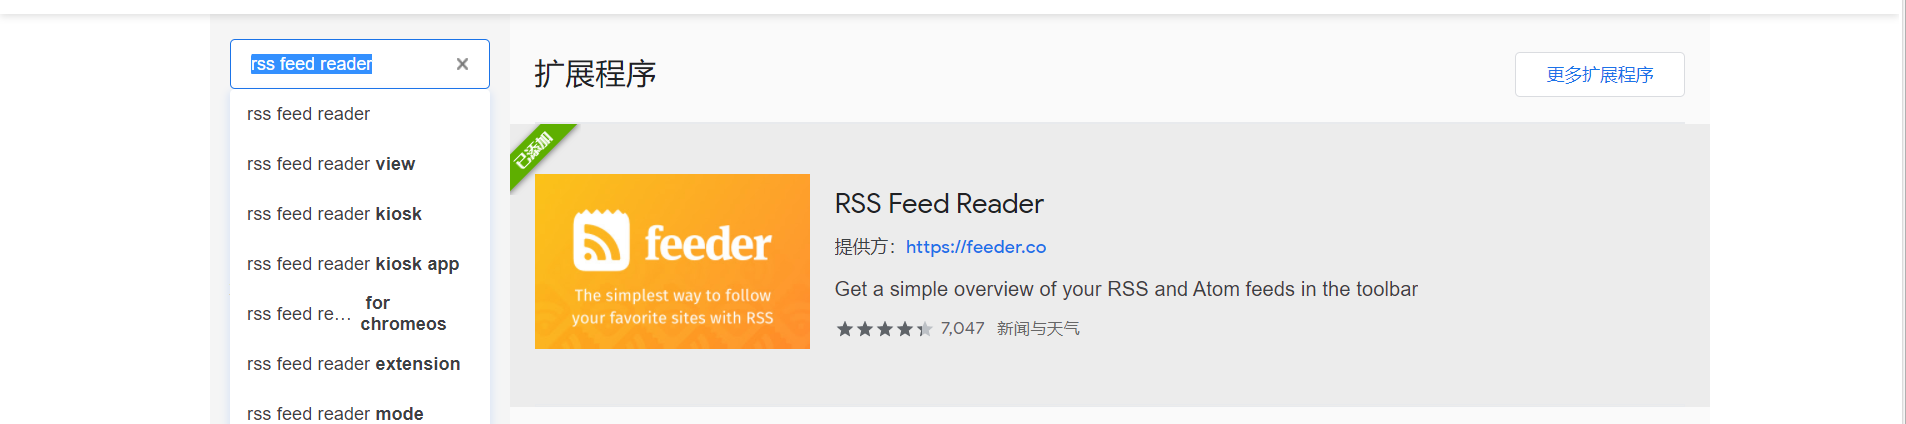 rss feed reader
rss feed reader
rss feed reader view
rss feed reader kiosk
rss feed reader kiosk app
rss feed re… for
chromeos
rss feed reader extension
rss feed reader mode
扩展程序
更多扩展程序
已添加
feeder
The simplest way to follow
your favorite sites with RSS
RSS Feed Reader
提供方：https://feeder.co
Get a simple overview of your RSS and Atom feeds in the toolbar
7,047 新闻与天气